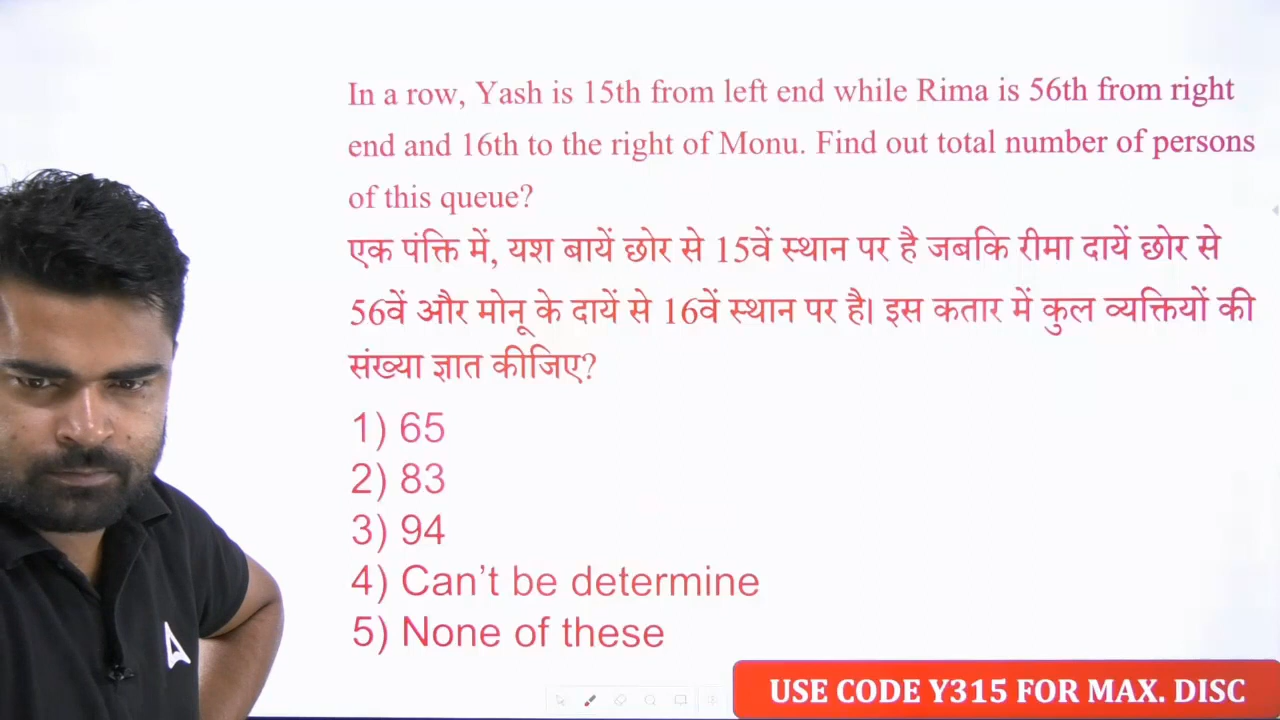 In a row, Yash is 15th from left end while Rima is 56th from right
end and 16th to the right of Monu. Find out total number of persons
of this queue?
एक पंक्ति में, यश बायें छोर से 15वें स्थान पर है जबकि रीमा दायें छोर से
56वें और मोनू के दायें से 16वें स्थान पर है। इस कतार में कुल व्यक्तियों की
संख्या ज्ञात कीजिए?
1) 65
2) 83
3) 94
4) Can't be determine
5) None of these
USE CODE Y315 FOR MAX. DISC